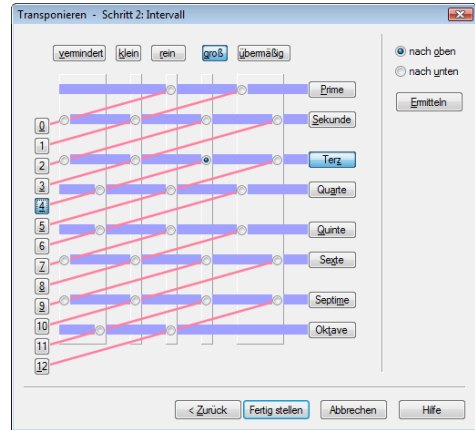 Transponieren - Schritt 2: Intervall
vermindert klein rein groß übermäßig
nach oben
nach unten
Ermitteln
Prime
0 Sekunde
1
2 Terz
3
4 Quarte
5
6 Quinte
7 Sexte
8
9 Septime
10
11 Oktave
12
< Zurück Fertig stellen Abbrechen Hilfe